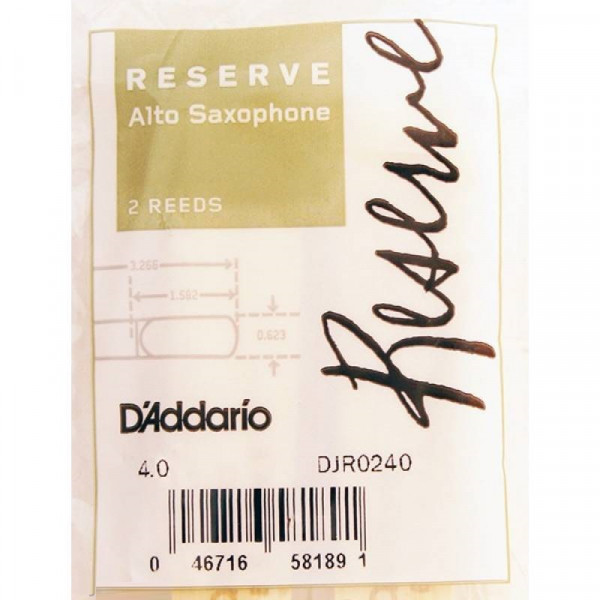 RESERVE
Alto Saxophone
2 REEDS
Reserve
3.266
1.582
0.623
D'Addario
4.0 DJR0240
0 46716 58189 1